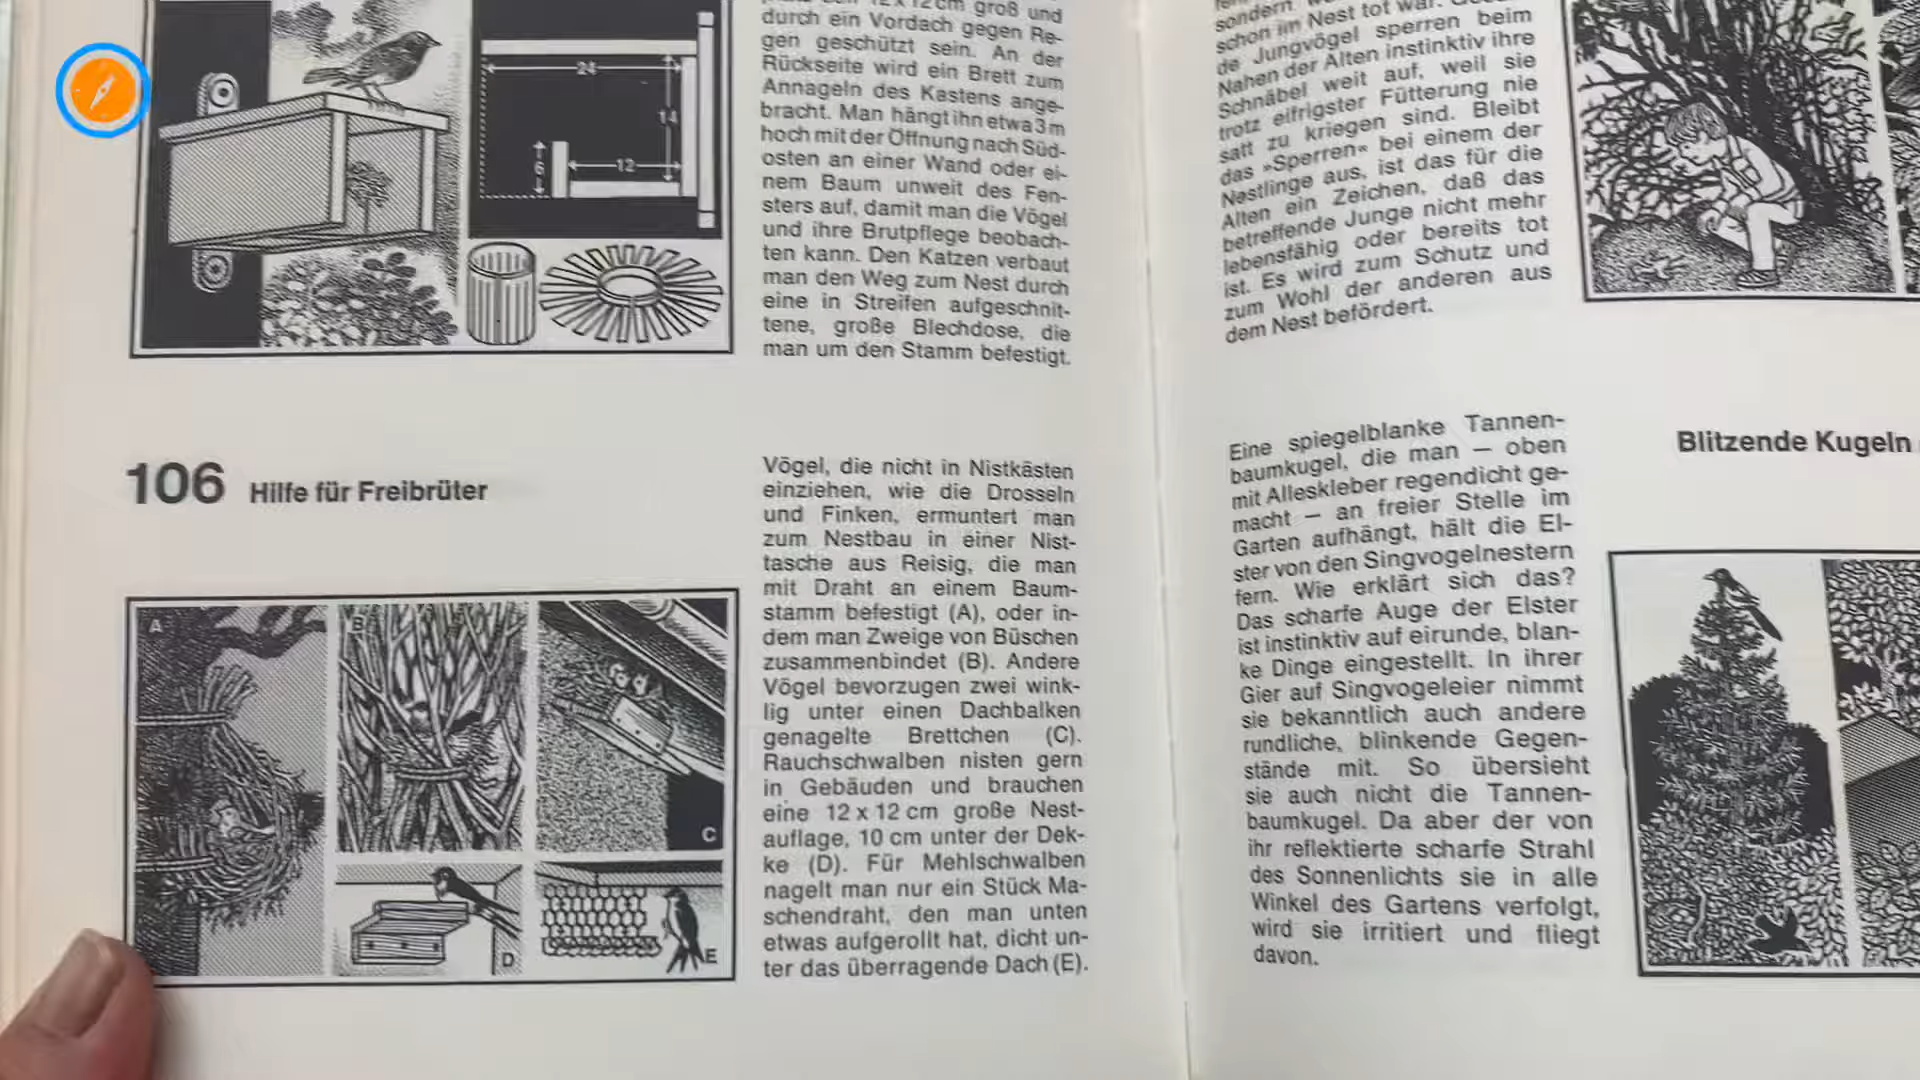 12 x 12 cm groß und
durch ein Vordach gegen Re-
gen geschützt sein. An der
Rückseite wird ein Brett zum
Annageln des Kastens ange-
bracht. Man hängt ihn etwa 3 m
hoch mit der Öffnung nach Süd-
osten an einer Wand oder ei-
nem Baum unweit des Fen-
sters auf, damit man die Vögel
und ihre Brutpflege beobach-
ten kann. Den Katzen verbaut
man den Weg zum Nest durch
eine in Streifen aufgeschnit-
tene, große Blechdose, die
man um den Stamm befestigt.
24
14
12
6
106 Hilfe für Freibrüter
Vögel, die nicht in Nistkästen
einziehen, wie die Drosseln
und Finken, ermuntert man
zum Nestbau in einer Nist-
tasche aus Reisig, die man
mit Draht an einem Baum-
stamm befestigt (A), oder in-
dem man Zweige von Büschen
zusammenbindet (B). Andere
Vögel bevorzugen zwei wink-
lig unter einen Dachbalken
genagelte Brettchen (C).
Rauchschwalben nisten gern
in Gebäuden und brauchen
eine 12 x 12 cm große Nest-
auflage, 10 cm unter der Dek-
ke (D). Für Mehlschwalben
nagelt man nur ein Stück Ma-
schendraht, den man unten
etwas aufgerollt hat, dicht un-
ter das überragende Dach (E).
A
B
C
D
E
sondern
schon im Nest tot war.
de Jungvögel sperren beim
Nahen der Alten instinktiv ihre
Schnäbel weit auf, weil sie
trotz eifrigster Fütterung nie
satt zu kriegen sind. Bleibt
das »Sperren« bei einem der
Nestlinge aus, ist das für die
Alten ein Zeichen, daß das
betreffende Junge nicht mehr
lebensfähig oder bereits tot
ist. Es wird zum Schutz und
zum Wohl der anderen aus
dem Nest befördert.
Blitzende Kugeln
Eine spiegelblanke Tannen-
baumkugel, die man — oben
mit Alleskleber regendicht ge-
macht — an freier Stelle im
Garten aufhängt, hält die El-
ster von den Singvogelnestern
fern. Wie erklärt sich das?
Das scharfe Auge der Elster
ist instinktiv auf eirunde, blan-
ke Dinge eingestellt. In ihrer
Gier auf Singvogeleier nimmt
sie bekanntlich auch andere
rundliche, blinkende Gegen-
stände mit. So übersieht
sie auch nicht die Tannen-
baumkugel. Da aber der von
ihr reflektierte scharfe Strahl
des Sonnenlichts sie in alle
Winkel des Gartens verfolgt,
wird sie irritiert und fliegt
davon.